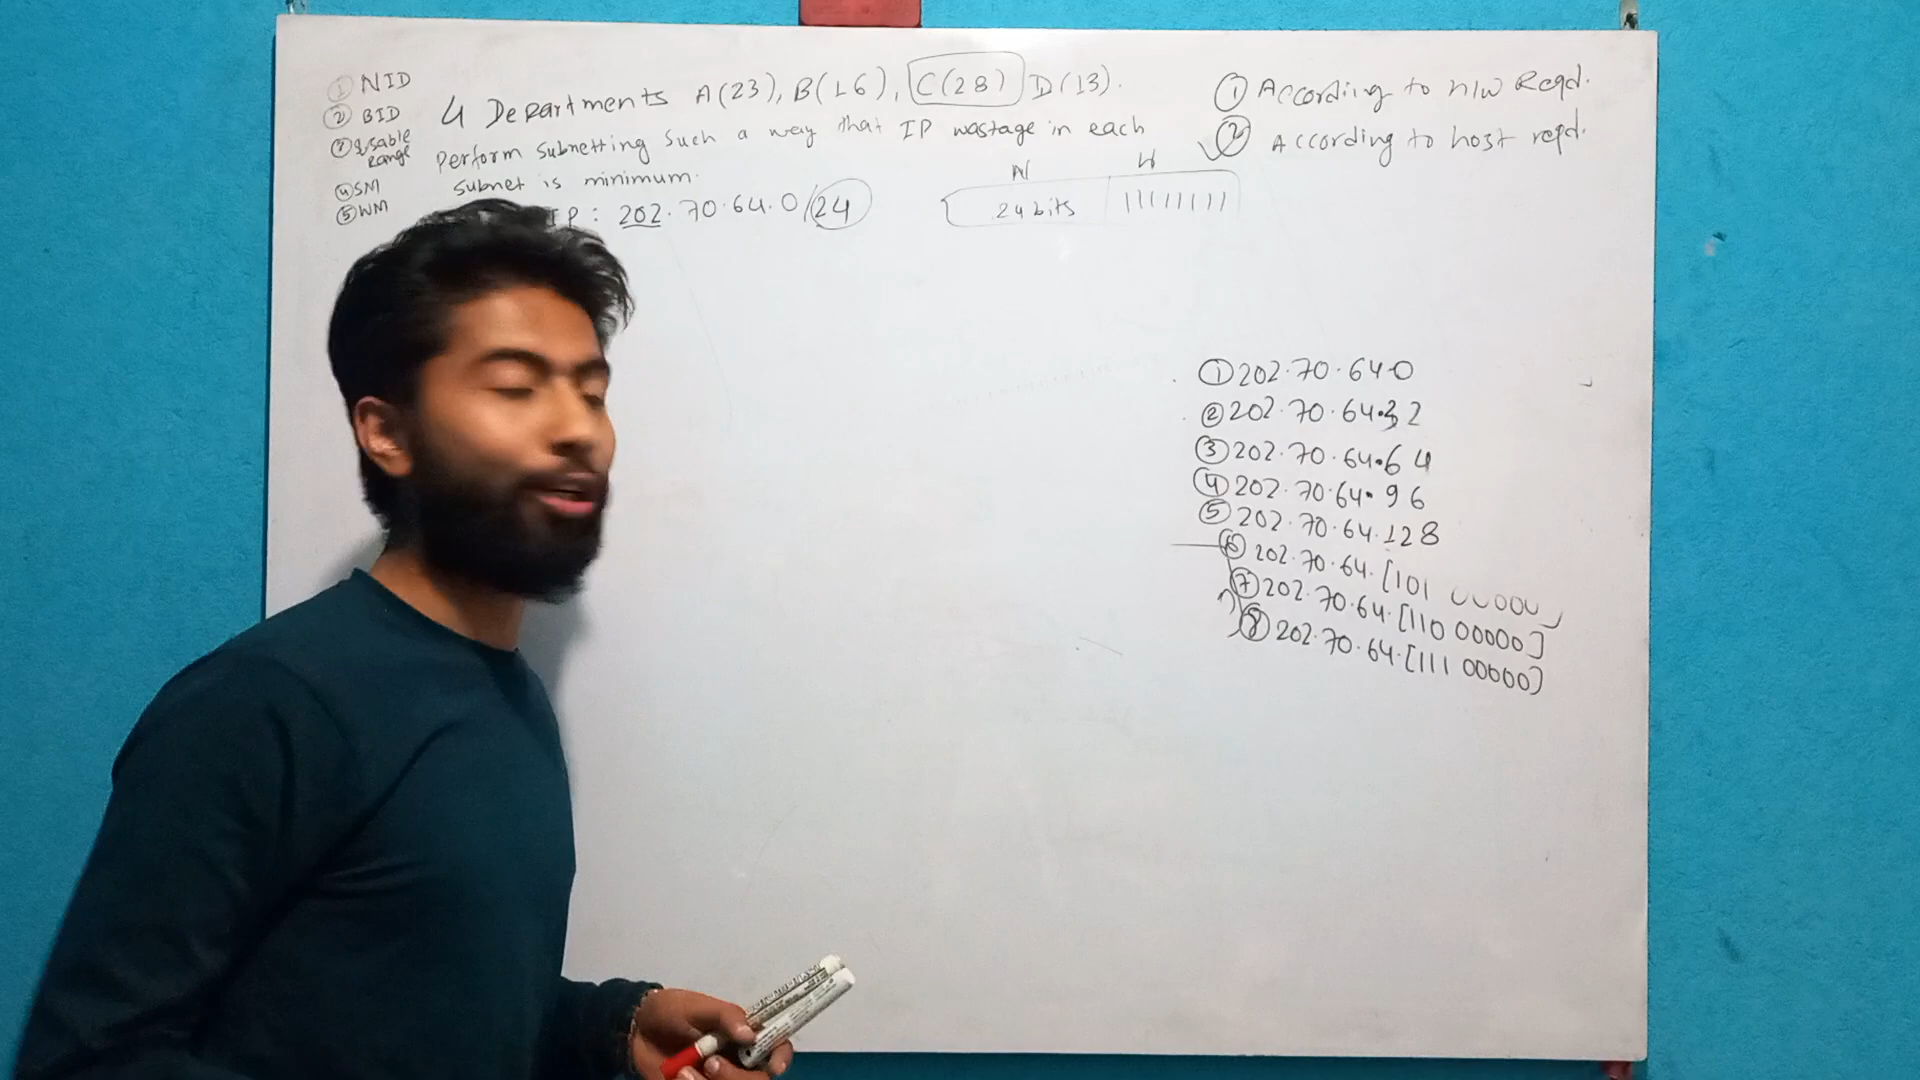 ① NID
② BID
③ Usable Range
④ SM
⑤ WM
4 Departments A(23), B(16), C(28) D(13).
Perform subnetting such a way that IP wastage in each
subnet is minimum.
IP: 202.70.64.0/24
N H
24 bits ||||||||
① According to n/w Reqd.
② According to host reqd.
① 202.70.64.0
② 202.70.64.32
③ 202.70.64.64
④ 202.70.64.96
⑤ 202.70.64.128
⑥ 202.70.64.[101 00000]
⑦ 202.70.64.[110 00000]
⑧ 202.70.64.[111 00000]